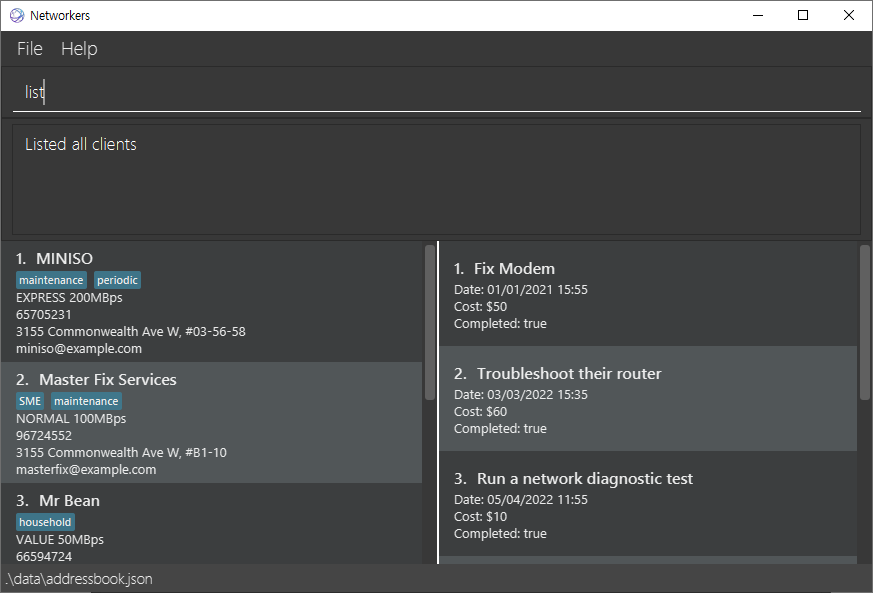 Networkers
File Help
list
Listed all clients
1. MINISO
maintenance periodic
EXPRESS 200MBps
65705231
3155 Commonwealth Ave W, #03-56-58
miniso@example.com
2. Master Fix Services
SME maintenance
NORMAL 100MBps
96724552
3155 Commonwealth Ave W, #B1-10
masterfix@example.com
3. Mr Bean
household
VALUE 50MBps
66594724
1. Fix Modem
Date: 01/01/2021 15:55
Cost: $50
Completed: true
2. Troubleshoot their router
Date: 03/03/2022 15:35
Cost: $60
Completed: true
3. Run a network diagnostic test
Date: 05/04/2022 11:55
Cost: $10
Completed: true
.\data\addressbook.json